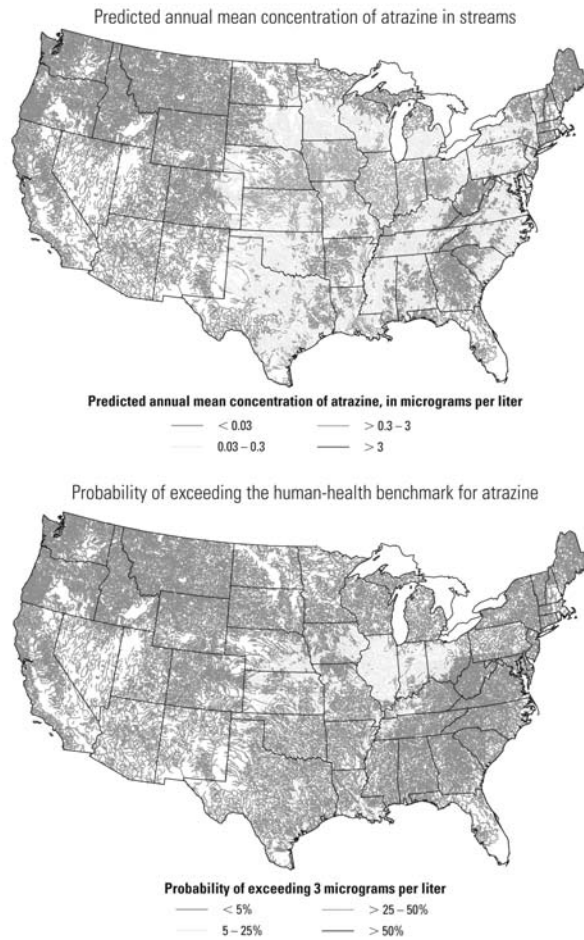 Predicted annual mean concentration of atrazine in streams
Predicted annual mean concentration of atrazine, in micrograms per liter
< 0.03 > 0.3 – 3
0.03 – 0.3 > 3
Probability of exceeding the human-health benchmark for atrazine
Probability of exceeding 3 micrograms per liter
< 5% > 25 – 50%
5 – 25% > 50%